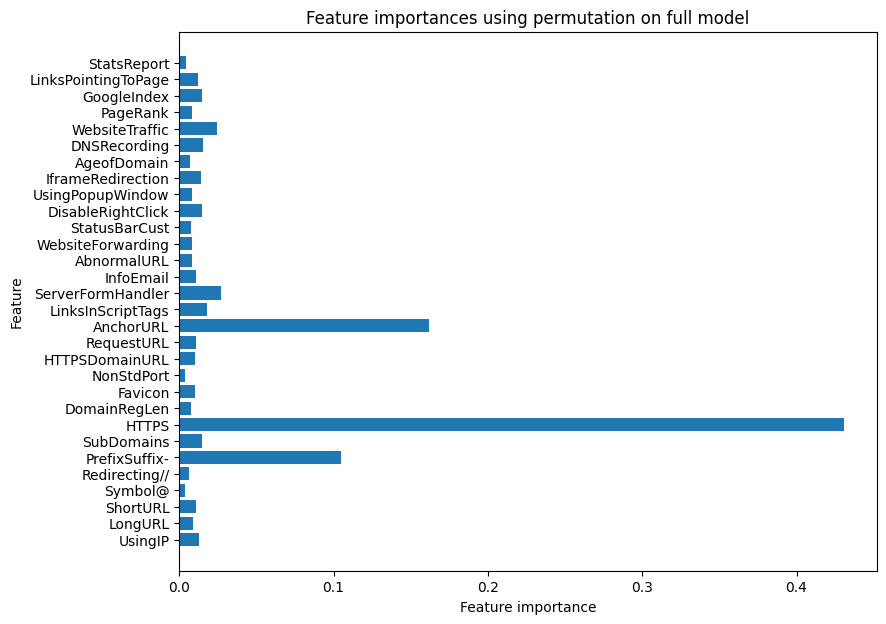 Feature importances using permutation on full model
StatsReport
LinksPointingToPage
GoogleIndex
PageRank
WebsiteTraffic
DNSRecording
AgeofDomain
IframeRedirection
UsingPopupWindow
DisableRightClick
StatusBarCust
WebsiteForwarding
AbnormalURL
InfoEmail
ServerFormHandler
LinksInScriptTags
AnchorURL
RequestURL
HTTPSDomainURL
NonStdPort
Favicon
DomainRegLen
HTTPS
SubDomains
PrefixSuffix-
Redirecting//
Symbol@
ShortURL
LongURL
UsingIP
Feature
0.0 0.1 0.2 0.3 0.4
Feature importance